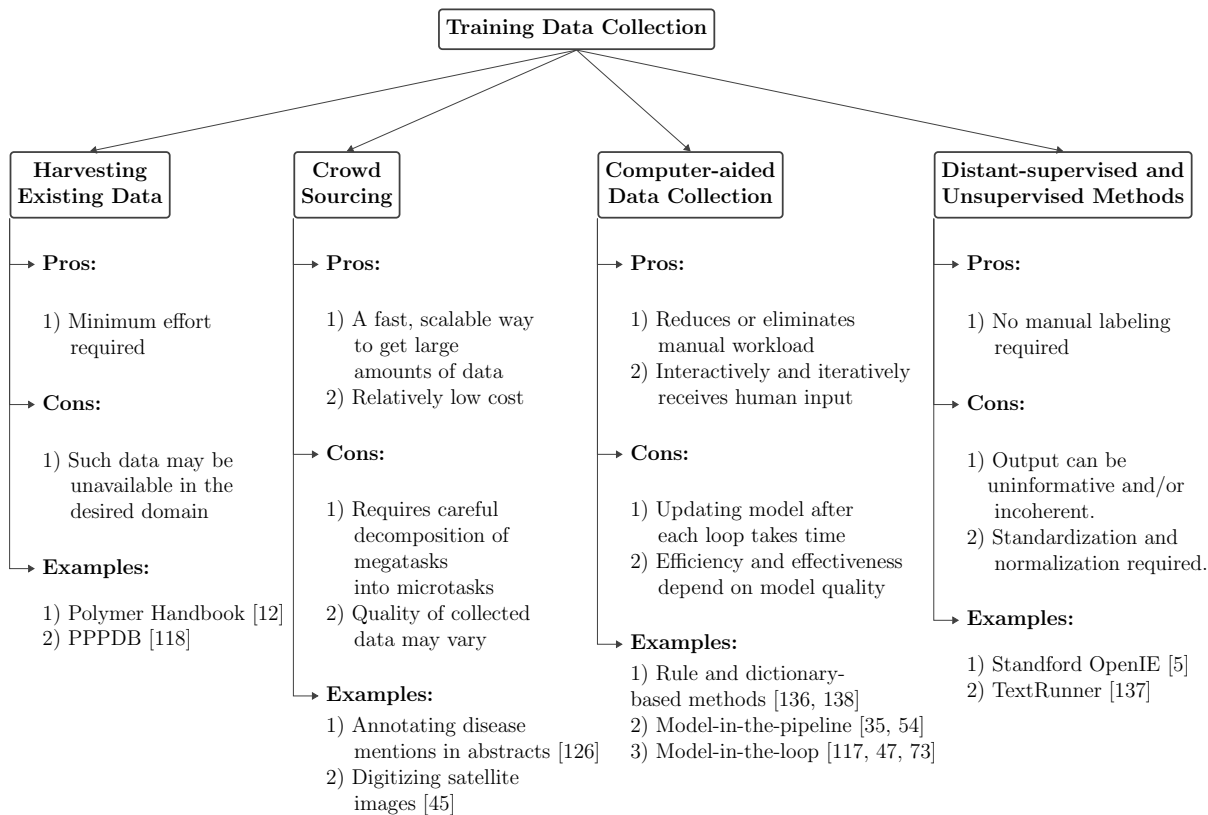 Training Data Collection
Harvesting
Existing Data
Pros:
1) Minimum effort
required
Cons:
1) Such data may be
unavailable in the
desired domain
Examples:
1) Polymer Handbook [12]
2) PPPDB [118]
Crowd
Sourcing
Pros:
1) A fast, scalable way
to get large
amounts of data
2) Relatively low cost
Cons:
1) Requires careful
decomposition of
megatasks
into microtasks
2) Quality of collected
data may vary
Examples:
1) Annotating disease
mentions in abstracts [126]
2) Digitizing satellite
images [45]
Computer-aided
Data Collection
Pros:
1) Reduces or eliminates
manual workload
2) Interactively and iteratively
receives human input
Cons:
1) Updating model after
each loop takes time
2) Efficiency and effectiveness
depend on model quality
Examples:
1) Rule and dictionary-
based methods [136, 138]
2) Model-in-the-pipeline [35, 54]
3) Model-in-the-loop [117, 47, 73]
Distant-supervised and
Unsupervised Methods
Pros:
1) No manual labeling
required
Cons:
1) Output can be
uninformative and/or
incoherent.
2) Standardization and
normalization required.
Examples:
1) Standford OpenIE [5]
2) TextRunner [137]